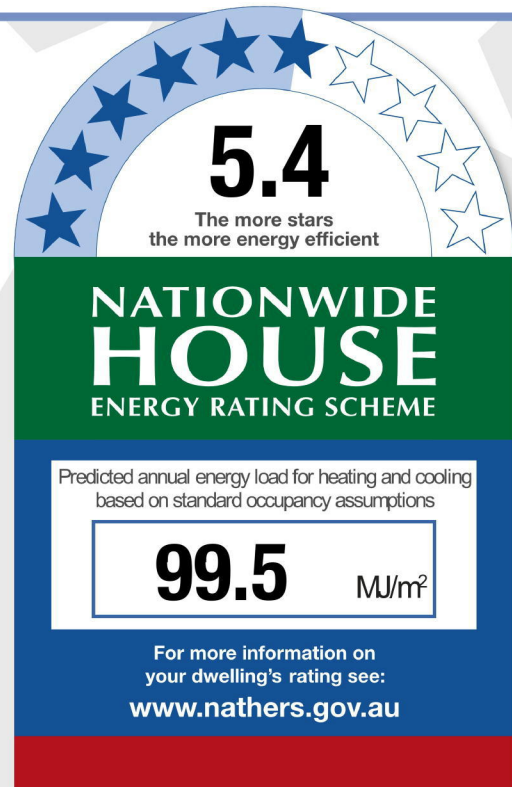 5.4
The more stars
the more energy efficient
NATIONWIDE
HOUSE
ENERGY RATING SCHEME
Predicted annual energy load for heating and cooling
based on standard occupancy assumptions
99.5 MJ/m²
For more information on
your dwelling's rating see:
www.nathers.gov.au